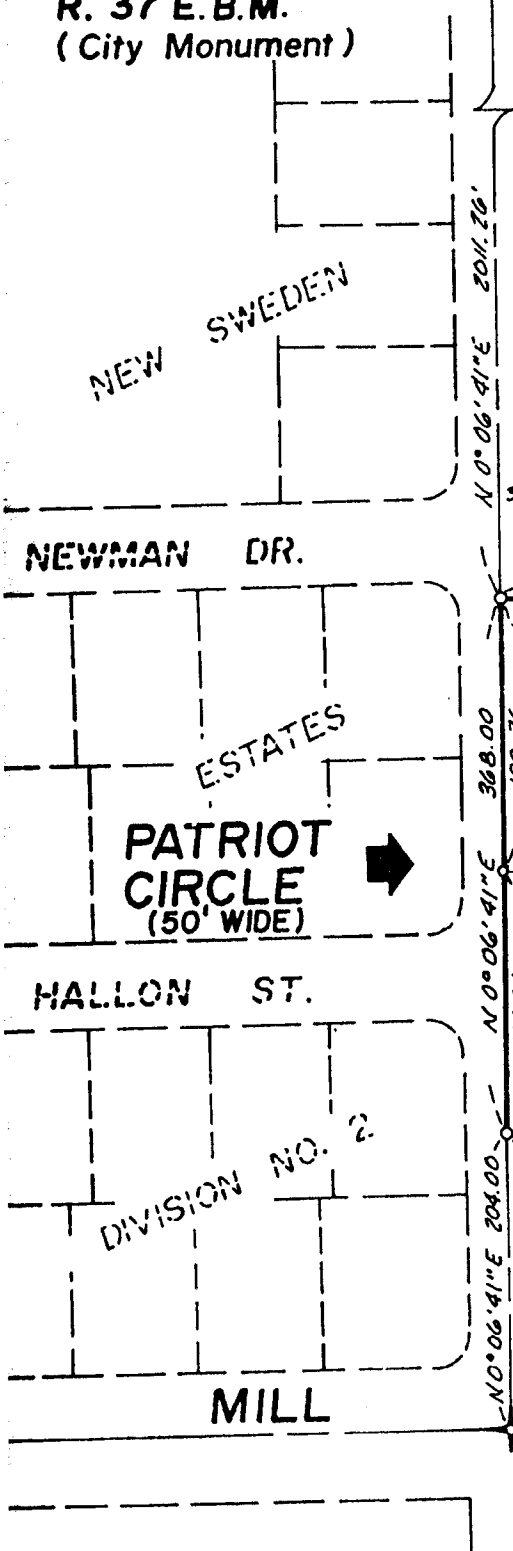 R. 37 E.B.M.
(City Monument)
N 0° 06' 41" E 2011.26'
NEW SWEDEN
NEWMAN DR.
ESTATES
N 0° 06' 41" E 368.00
PATRIOT
CIRCLE
(50' WIDE)
HALLON ST.
DIVISION NO. 2
N 0° 06' 41" E 204.00
MILL